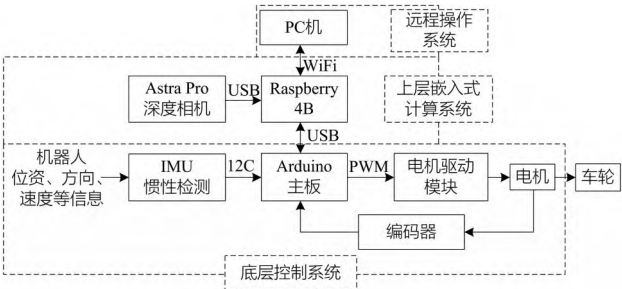 PC机
远程操作
系统
WiFi
Astra Pro
深度相机
USB
Raspberry
4B
上层嵌入式
计算系统
USB
机器人
位资、方向、
速度等信息
IMU
惯性检测
12C
Arduino
主板
PWM
电机驱动
模块
电机
车轮
编码器
底层控制系统